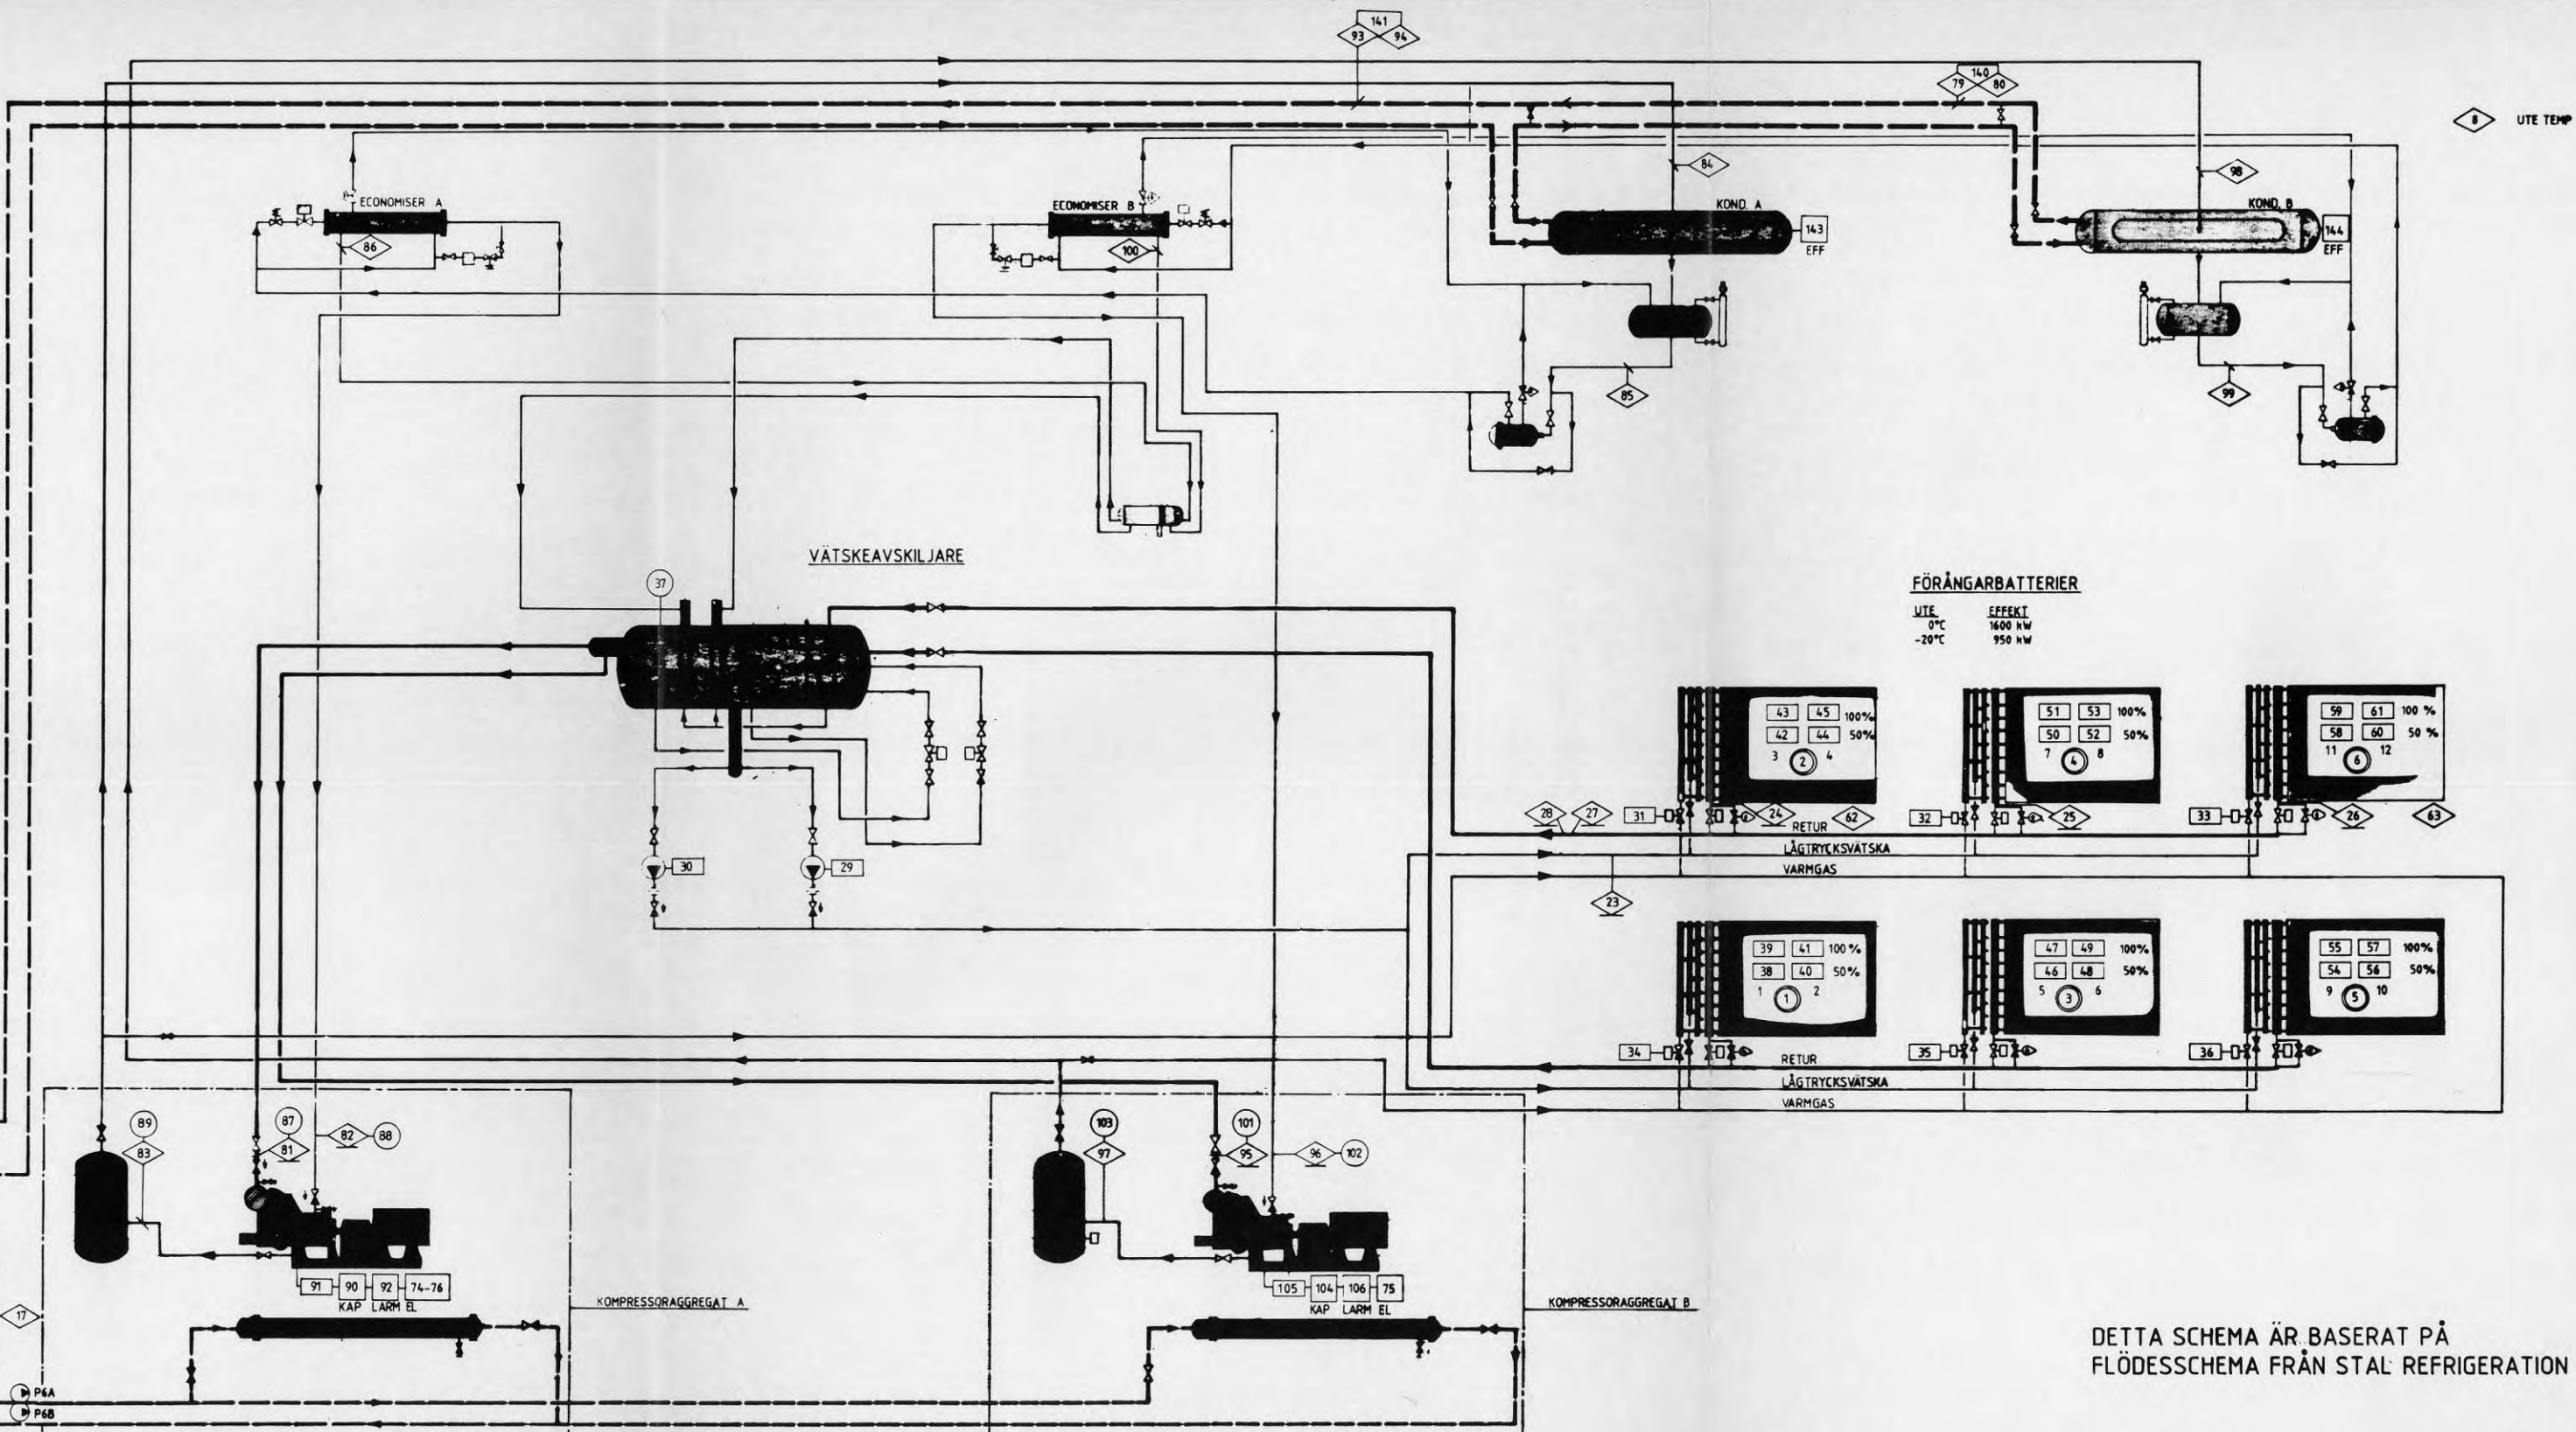 141
93 94
140
79 80
8 UTE TEMP
84
98
ECONOMISER A
ECONOMISER B
KOND. A
KOND. B
86
100
143
EFF
144
EFF
85
99
VÄTSKEAVSKILJARE
37
FÖRÅNGARBATTERIER
UTE EFFEKT
0°C 1600 kW
-20°C 950 kW
43 45 100%
42 44 50%
3 2 4
51 53 100%
50 52 50%
7 4 8
59 61 100 %
58 60 50 %
11 6 12
28 27 31 24 62 32 25 33 26 63
RETUR
LÅGTRYCKSVÄTSKA
VARMGAS
30 29
23
39 41 100%
38 40 50%
1 1 2
47 49 100%
46 48 50%
5 3 6
55 57 100%
54 56 50%
9 5 10
34 35 36
RETUR
LÅGTRYCKSVÄTSKA
VARMGAS
89
83
87
81
82 88
103
97
101
95
96 102
91 90 92 74-76
KAP LARM EL
105 104 106 75
KAP LARM EL
17
KOMPRESSORAGGREGAT A
KOMPRESSORAGGREGAT B
P6A
P6B
DETTA SCHEMA ÄR BASERAT PÅ
FLÖDESSCHEMA FRÅN STAL REFRIGERATION